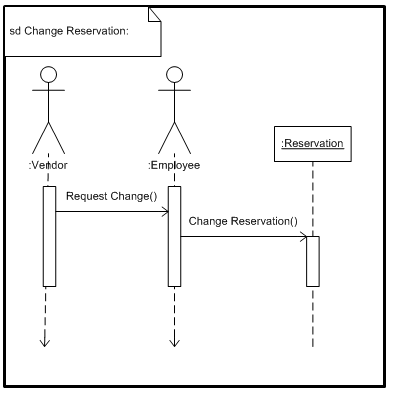 sd Change Reservation:
:Vendor
:Employee
:Reservation
Request Change()
Change Reservation()